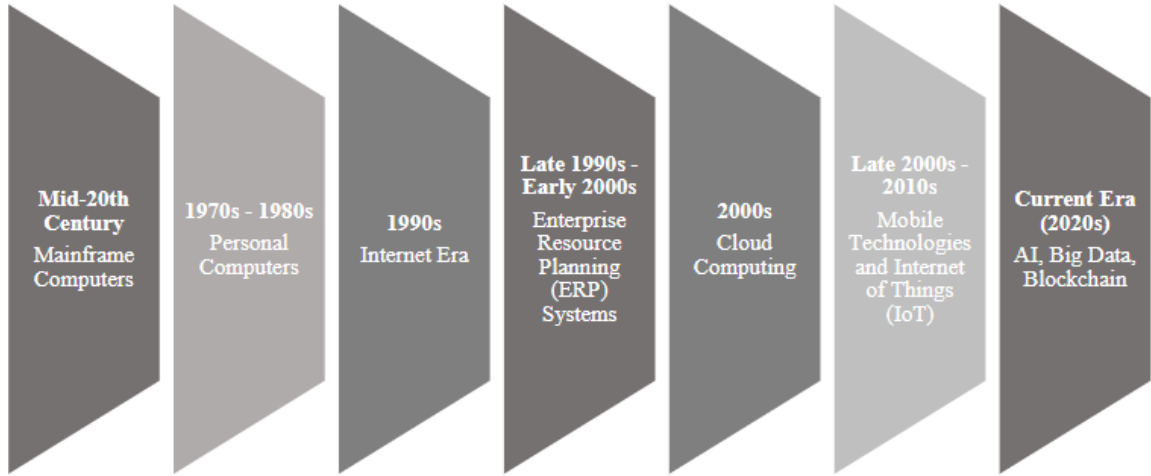 Mid-20th
Century
Mainframe
Computers
1970s - 1980s
Personal
Computers
1990s
Internet Era
Late 1990s -
Early 2000s
Enterprise
Resource
Planning
(ERP)
Systems
2000s
Cloud
Computing
Late 2000s -
2010s
Mobile
Technologies
and Internet
of Things
(IoT)
Current Era
(2020s)
AI, Big Data,
Blockchain